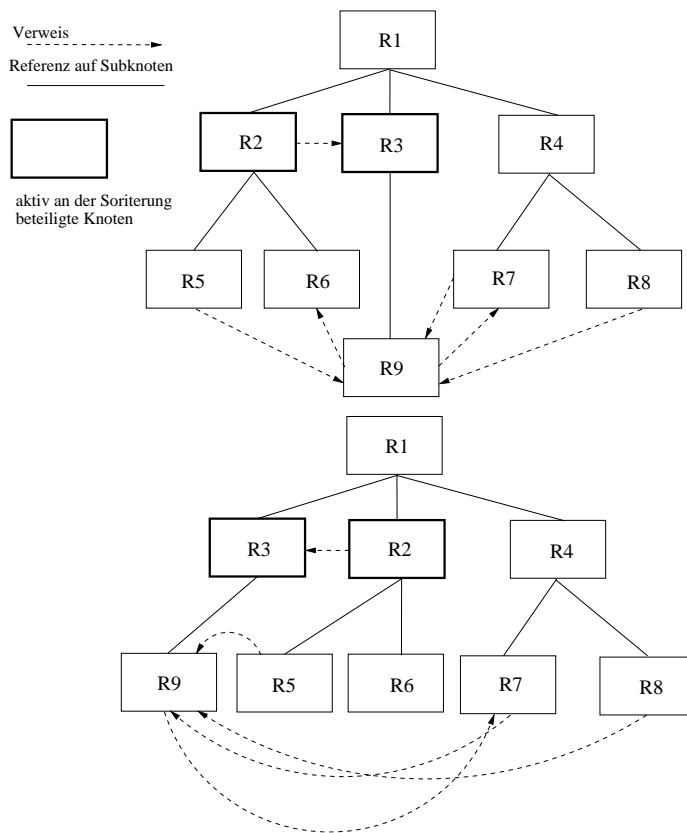 Verweis
Referenz auf Subknoten
aktiv an der Soriterung
beteiligte Knoten
R1
R2
R3
R4
R5
R6
R7
R8
R9
R1
R3
R2
R4
R9
R5
R6
R7
R8